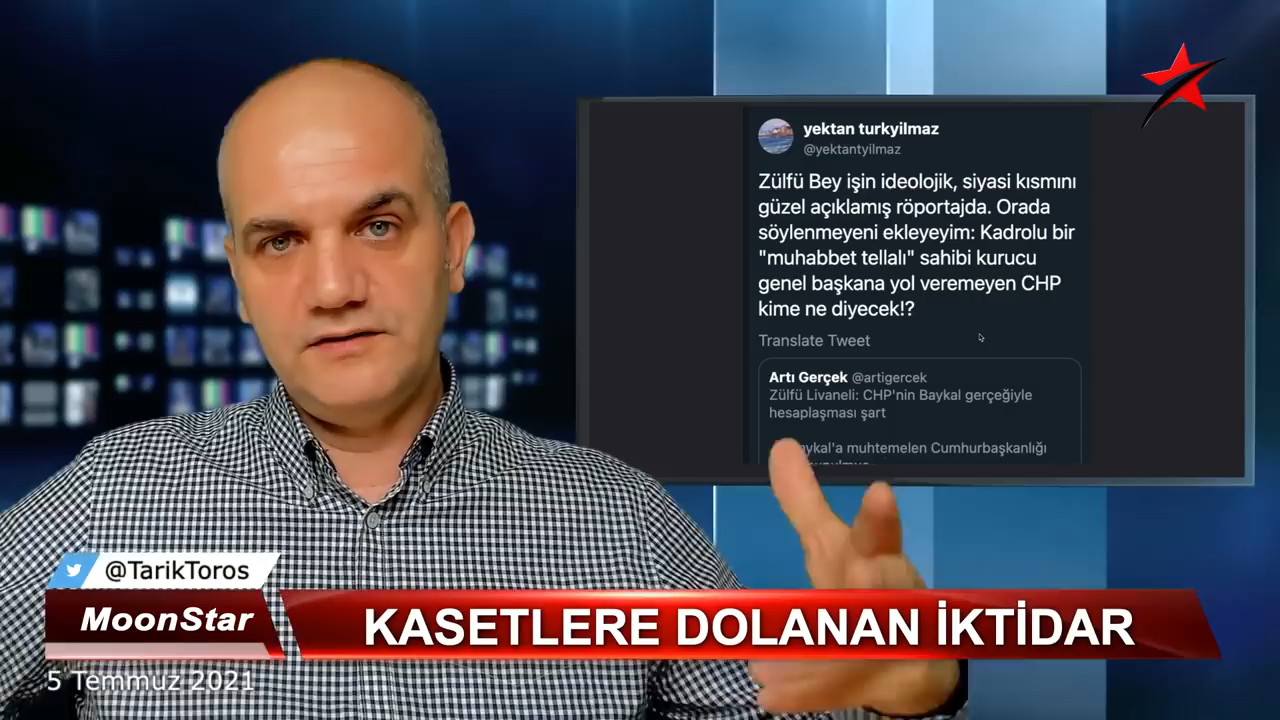 yektan turkyilmaz
@yektantyilmaz
Zülfü Bey işin ideolojik, siyasi kısmını
güzel açıklamış röportajda. Orada
söylenmeyeni ekleyeyim: Kadrolu bir
"muhabbet tellalı" sahibi kurucu
genel başkana yol veremeyen CHP
kime ne diyecek!?
Translate Tweet
Artı Gerçek @artigercek
Zülfü Livaneli: CHP'nin Baykal gerçeğiyle
hesaplaşması şart
muhtemelen Cumhurbaşkanlığı
@TarikToros
MoonStar
KASETLERE DOLANAN İKTİDAR
5 Temmuz 2021